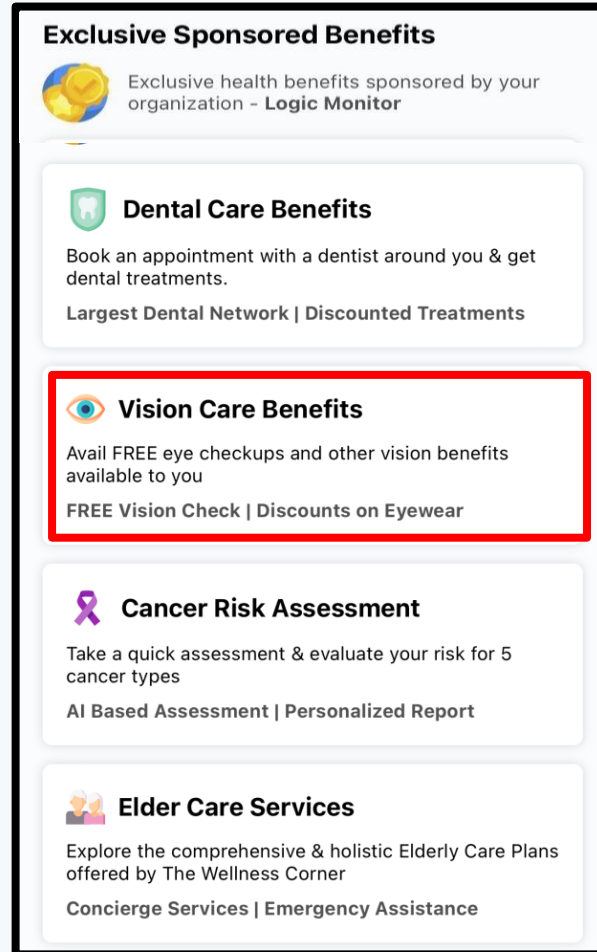 Exclusive Sponsored Benefits
Exclusive health benefits sponsored by your
organization - Logic Monitor
Dental Care Benefits
Book an appointment with a dentist around you & get
dental treatments.
Largest Dental Network | Discounted Treatments
Vision Care Benefits
Avail FREE eye checkups and other vision benefits
available to you
FREE Vision Check | Discounts on Eyewear
Cancer Risk Assessment
Take a quick assessment & evaluate your risk for 5
cancer types
AI Based Assessment | Personalized Report
Elder Care Services
Explore the comprehensive & holistic Elderly Care Plans
offered by The Wellness Corner
Concierge Services | Emergency Assistance